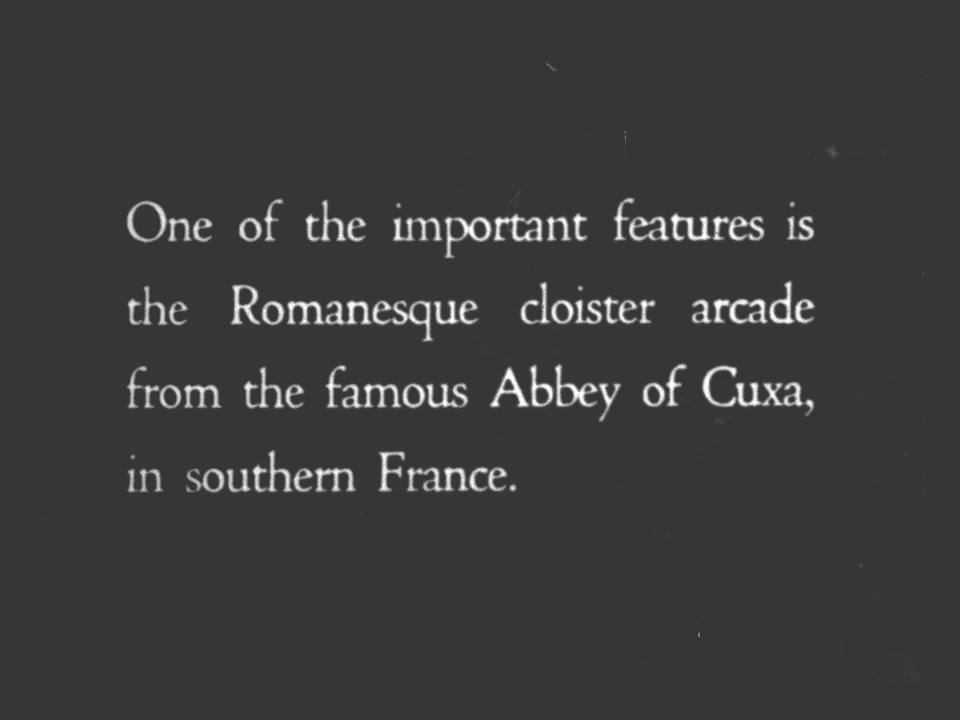 One of the important features is
the Romanesque cloister arcade
from the famous Abbey of Cuxa,
in southern France.